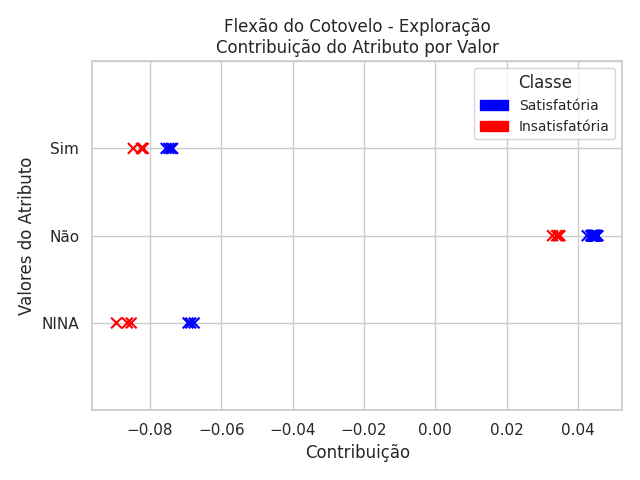 Flexão do Cotovelo - Exploração
Contribuição do Atributo por Valor
Classe
Satisfatória
Insatisfatória
Valores do Atributo
Sim
Não
NINA
−0.08 −0.06 −0.04 −0.02 0.00 0.02 0.04
Contribuição